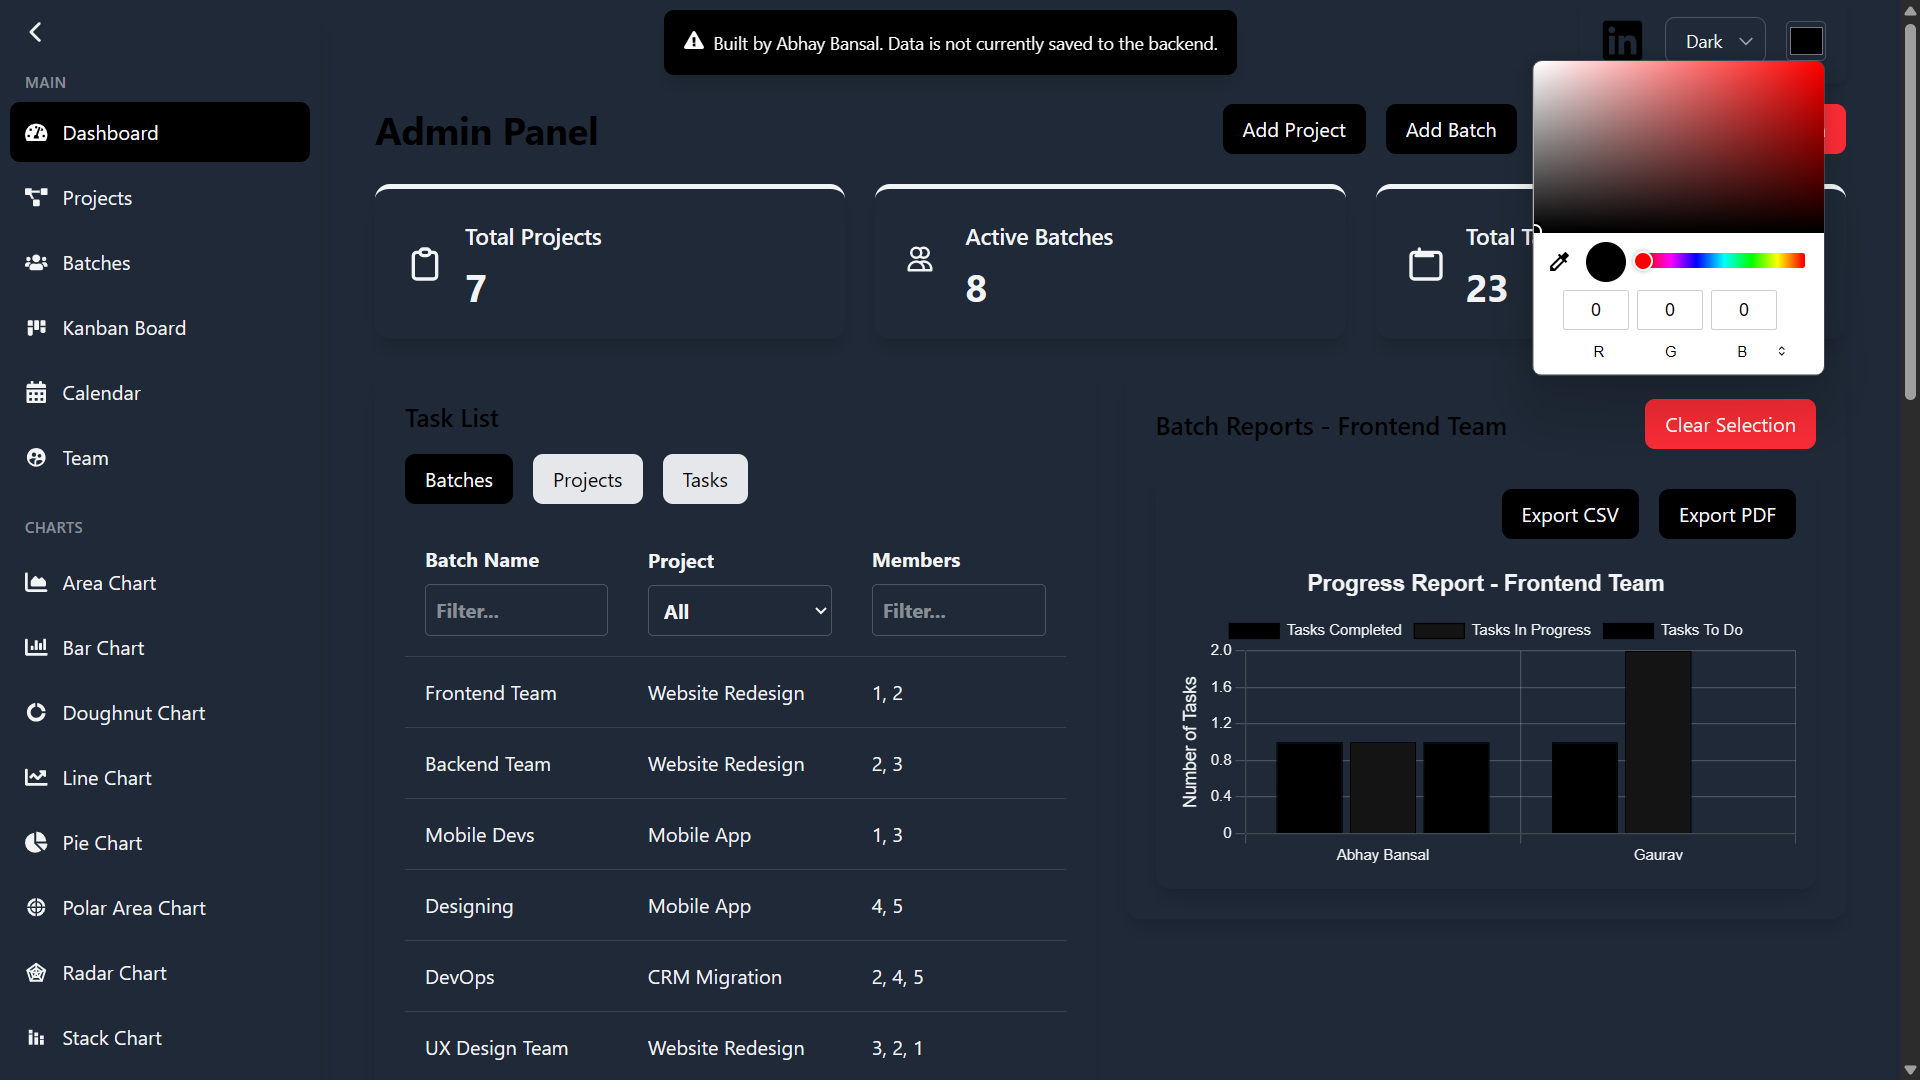 Built by Abhay Bansal. Data is not currently saved to the backend.
in
Dark
MAIN
Dashboard
Projects
Batches
Kanban Board
Calendar
Team
CHARTS
Area Chart
Bar Chart
Doughnut Chart
Line Chart
Pie Chart
Polar Area Chart
Radar Chart
Stack Chart
Admin Panel
Add Project
Add Batch
Total Projects
7
Active Batches
8
Total
23
0 0 0
R G B
Task List
Batches Projects Tasks
Batch Name Project Members
Filter... All Filter...
Frontend Team Website Redesign 1, 2
Backend Team Website Redesign 2, 3
Mobile Devs Mobile App 1, 3
Designing Mobile App 4, 5
DevOps CRM Migration 2, 4, 5
UX Design Team Website Redesign 3, 2, 1
Batch Reports - Frontend Team
Clear Selection
Export CSV Export PDF
Progress Report - Frontend Team
Tasks Completed Tasks In Progress Tasks To Do
Number of Tasks
2.0
1.6
1.2
0.8
0.4
0
Abhay Bansal Gaurav